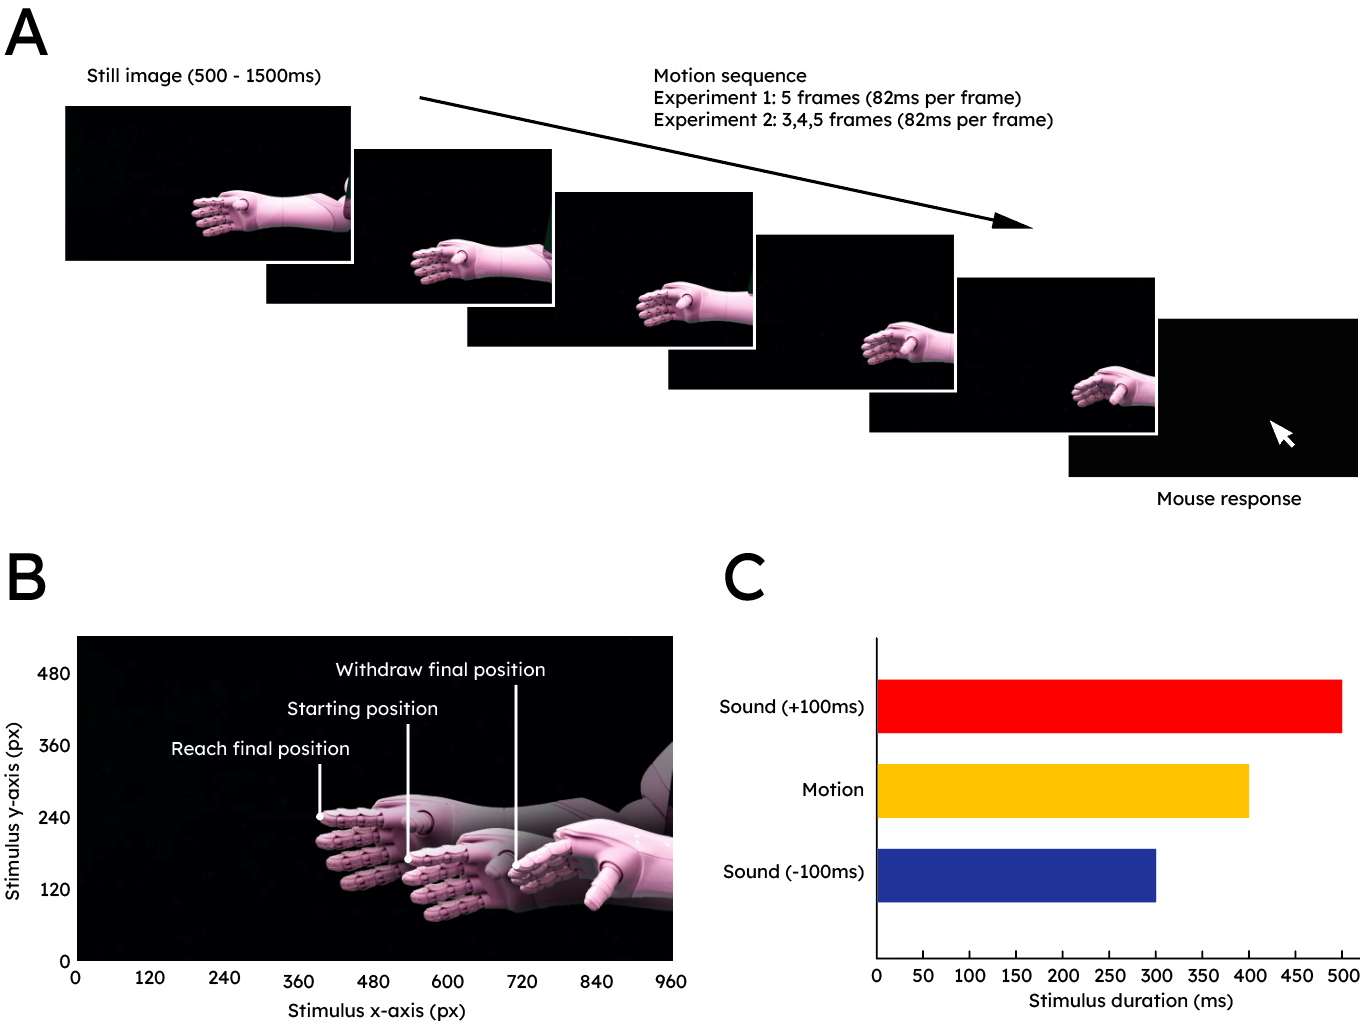 A
Still image (500 - 1500ms)
Motion sequence
Experiment 1: 5 frames (82ms per frame)
Experiment 2: 3,4,5 frames (82ms per frame)
Mouse response
B
Withdraw final position
Starting position
Reach final position
Stimulus y-axis (px)
480
360
240
120
0
0 120 240 360 480 600 720 840 960
Stimulus x-axis (px)
C
Sound (+100ms)
Motion
Sound (-100ms)
0 50 100 150 200 250 300 350 400 450 500
Stimulus duration (ms)